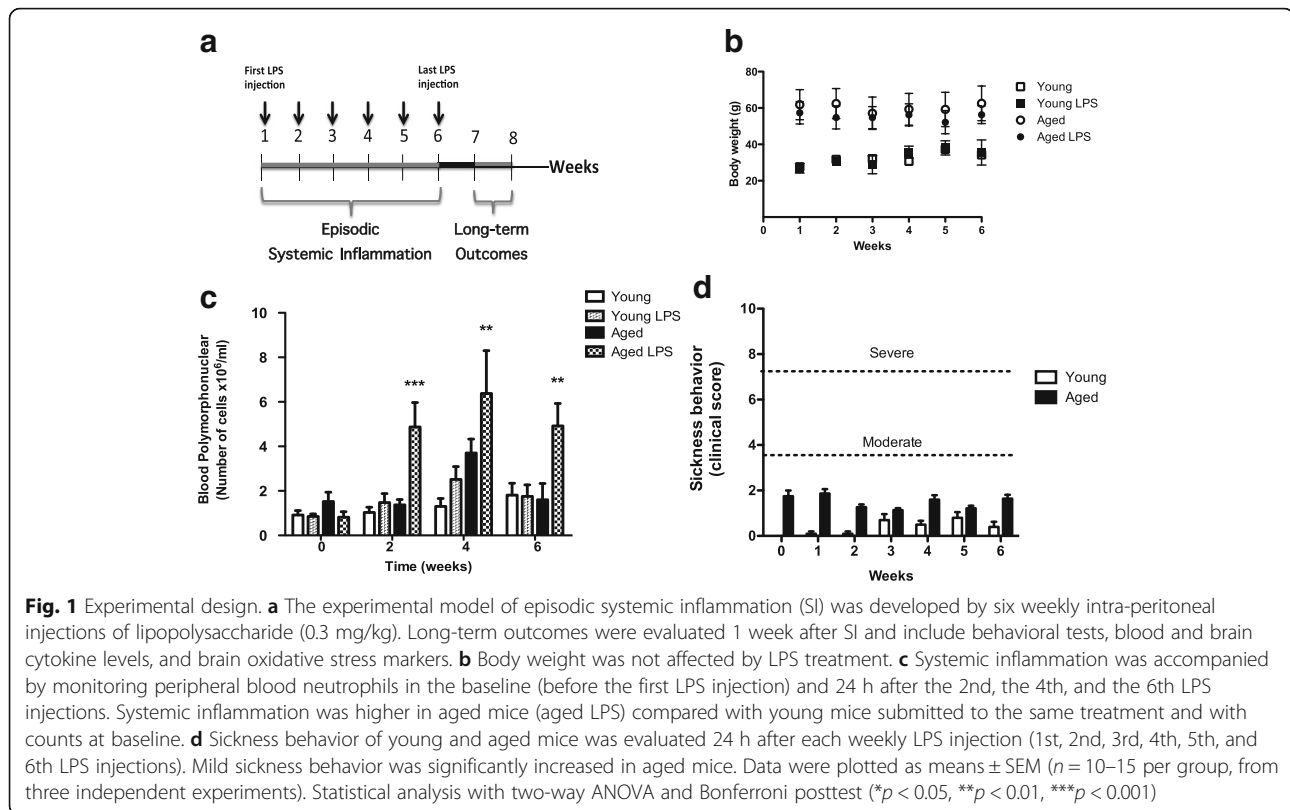 a
First LPS
injection
Last LPS
injection
1 2 3 4 5 6 7 8
Weeks
Episodic
Systemic Inflammation
Long-term
Outcomes
b
Body weight (g)
80
60
40
20
0 1 2 3 4 5 6
Weeks
Young
Young LPS
Aged
Aged LPS
c
Blood Polymorphonuclear
(Number of cells x10⁶/ml)
10
8
6
4
2
0
***
**
**
0 2 4 6
Time (weeks)
Young
Young LPS
Aged
Aged LPS
d
Sickness behavior
(clinical score)
10
8
6
4
2
0
Severe
Moderate
0 1 2 3 4 5 6
Weeks
Young
Aged
Fig. 1 Experimental design. a The experimental model of episodic systemic inflammation (SI) was developed by six weekly intra-peritoneal
injections of lipopolysaccharide (0.3 mg/kg). Long-term outcomes were evaluated 1 week after SI and include behavioral tests, blood and brain
cytokine levels, and brain oxidative stress markers. b Body weight was not affected by LPS treatment. c Systemic inflammation was accompanied
by monitoring peripheral blood neutrophils in the baseline (before the first LPS injection) and 24 h after the 2nd, the 4th, and the 6th LPS
injections. Systemic inflammation was higher in aged mice (aged LPS) compared with young mice submitted to the same treatment and with
counts at baseline. d Sickness behavior of young and aged mice was evaluated 24 h after each weekly LPS injection (1st, 2nd, 3rd, 4th, 5th, and
6th LPS injections). Mild sickness behavior was significantly increased in aged mice. Data were plotted as means ± SEM (n = 10–15 per group, from
three independent experiments). Statistical analysis with two-way ANOVA and Bonferroni posttest (*p < 0.05, **p < 0.01, ***p < 0.001)